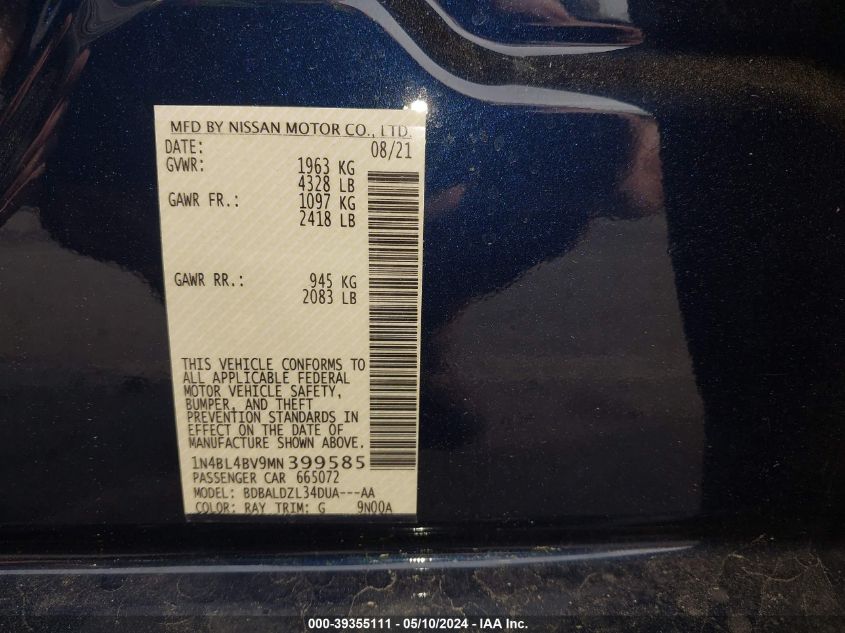 MFD BY NISSAN MOTOR CO., LTD.
DATE: 08/21
GVWR: 1963 KG
4328 LB
GAWR FR.: 1097 KG
2418 LB
GAWR RR.: 945 KG
2083 LB
THIS VEHICLE CONFORMS TO
ALL APPLICABLE FEDERAL
MOTOR VEHICLE SAFETY,
BUMPER, AND THEFT
PREVENTION STANDARDS IN
EFFECT ON THE DATE OF
MANUFACTURE SHOWN ABOVE.
1N4BL4BV9MN399585
PASSENGER CAR 665072
MODEL: BDBALDZL34DUA---AA
COLOR: RAY TRIM: G 9N00A
000-39355111 - 05/10/2024 - IAA Inc.